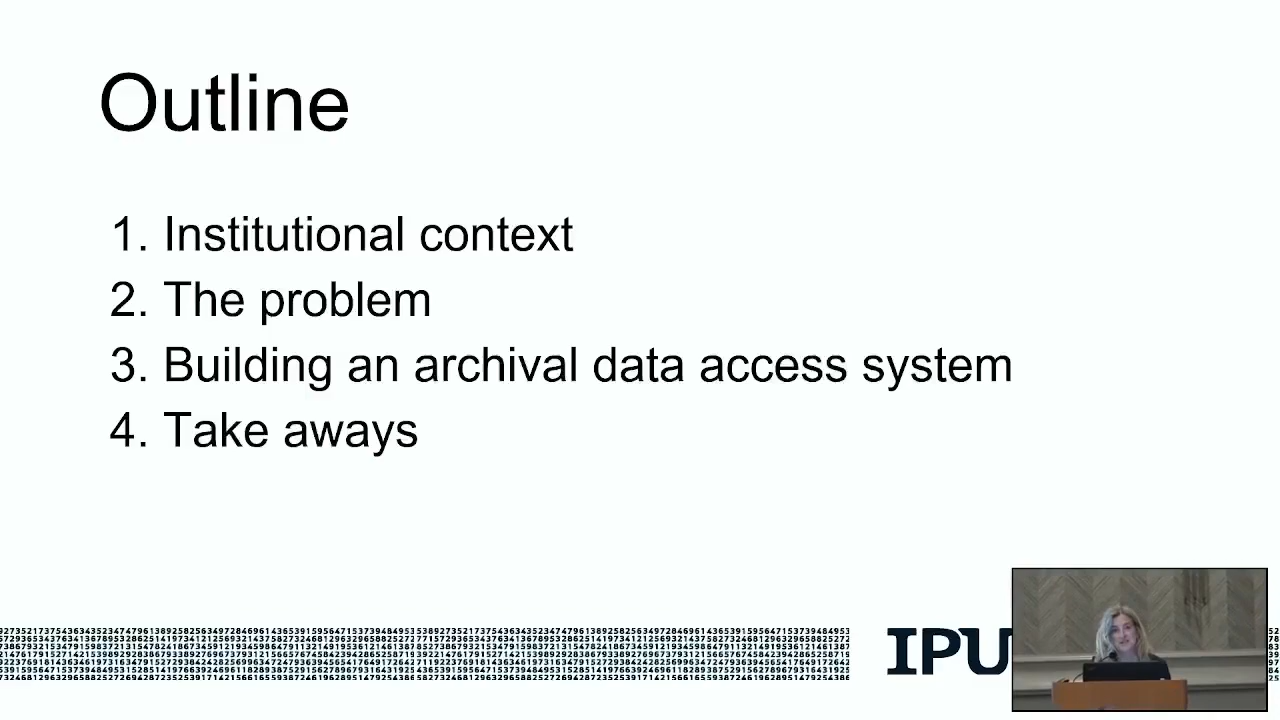 Outline
1. Institutional context
2. The problem
3. Building an archival data access system
4. Take aways
IPU